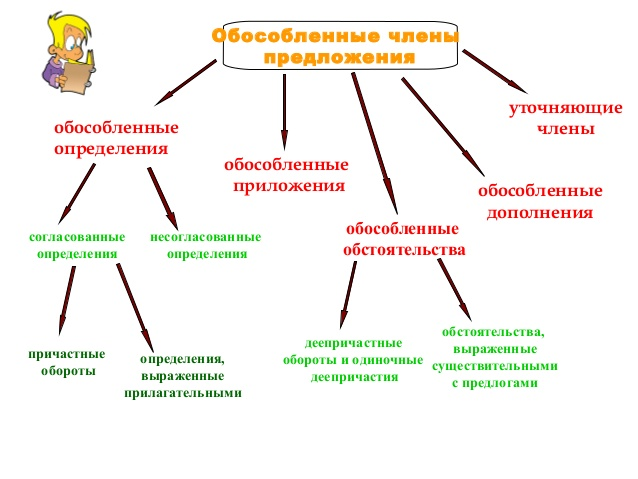 Обособленные члены
предложения
уточняющие
члены
обособленные
определения
обособленные
приложения
обособленные
дополнения
обособленные
обстоятельства
согласованные
определения
несогласованные
определения
причастные
обороты
определения,
выраженные
прилагательными
деепричастные
обороты и одиночные
деепричастия
обстоятельства,
выраженные
существительными
с предлогами